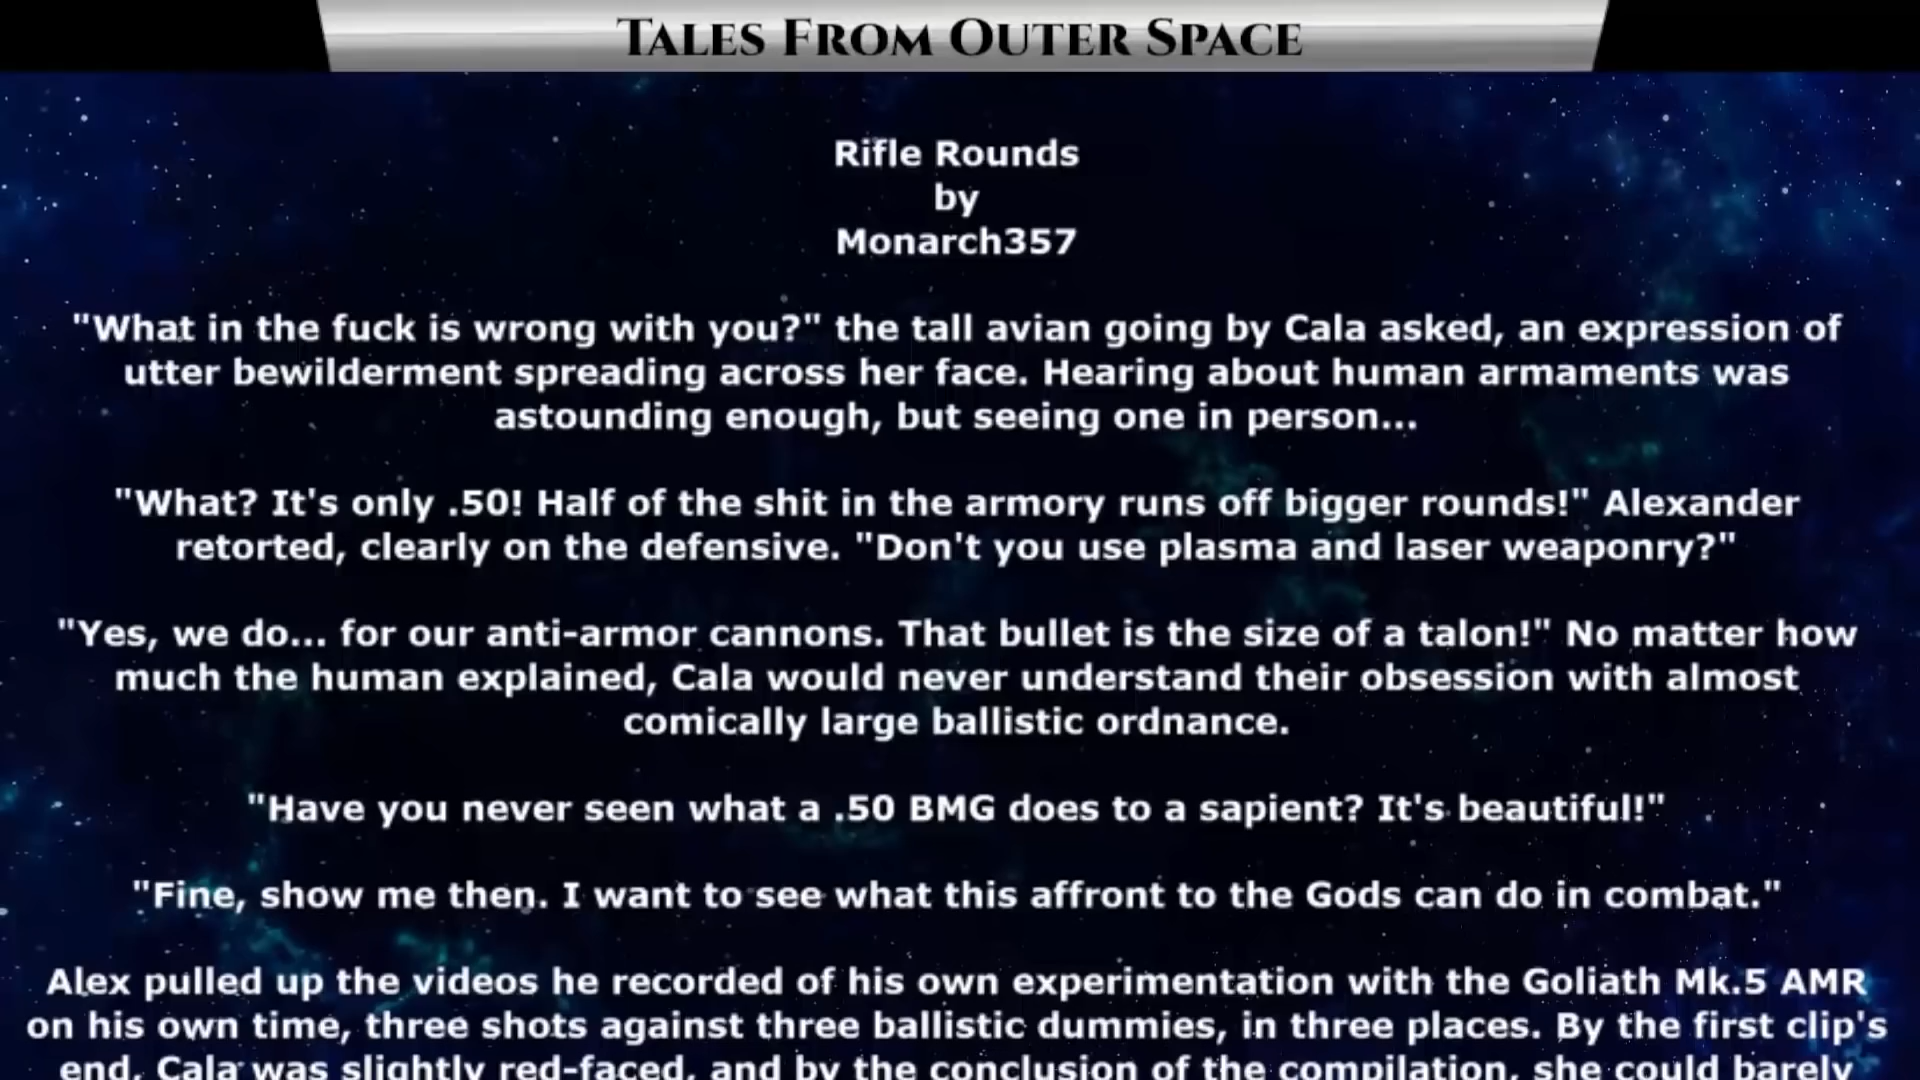 Tales From Outer Space
Rifle Rounds
by
Monarch357
"What in the fuck is wrong with you?" the tall avian going by Cala asked, an expression of
utter bewilderment spreading across her face. Hearing about human armaments was
astounding enough, but seeing one in person...
"What? It's only .50! Half of the shit in the armory runs off bigger rounds!" Alexander
retorted, clearly on the defensive. "Don't you use plasma and laser weaponry?"
"Yes, we do... for our anti-armor cannons. That bullet is the size of a talon!" No matter how
much the human explained, Cala would never understand their obsession with almost
comically large ballistic ordnance.
"Have you never seen what a .50 BMG does to a sapient? It's beautiful!"
"Fine, show me then. I want to see what this affront to the Gods can do in combat."
Alex pulled up the videos he recorded of his own experimentation with the Goliath Mk.5 AMR
on his own time, three shots against three ballistic dummies, in three places. By the first clip's
end, Cala was slightly red-faced, and by the conclusion of the compilation, she could barely